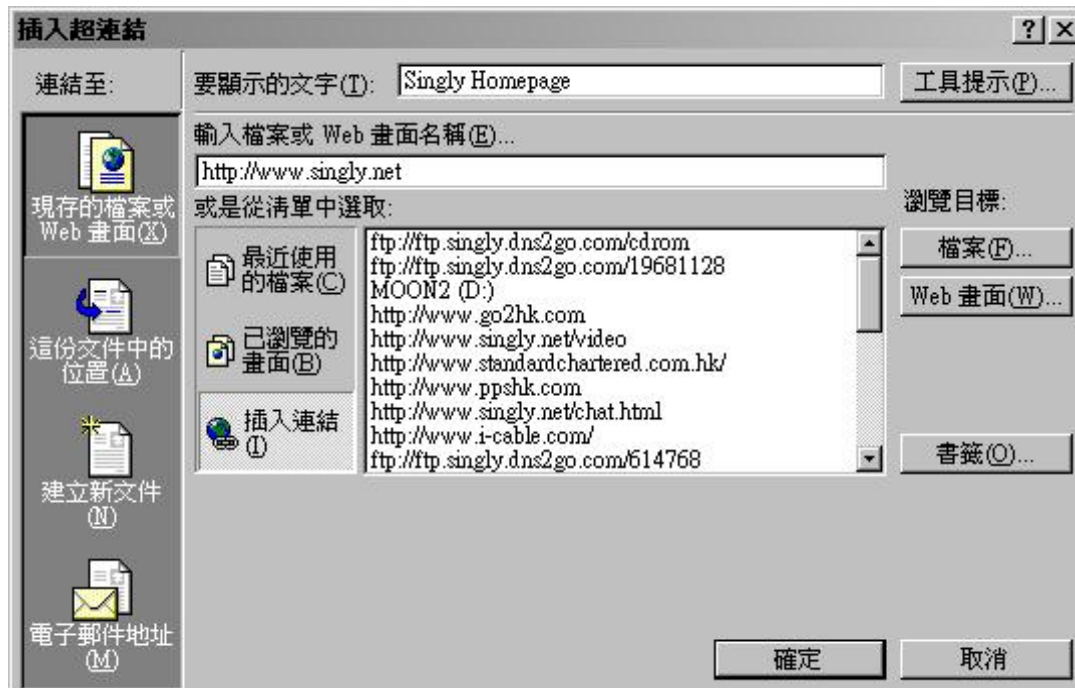 插入超連結
連結至:
要顯示的文字(T):
Singly Homepage
工具提示(P)...
輸入檔案或 Web 畫面名稱(E)...
http://www.singly.net
或是從清單中選取:
瀏覽目標:
現存的檔案或
Web 畫面(X)
這份文件中的
位置(A)
建立新文件
(N)
電子郵件地址
(M)
最近使用
的檔案(C)
已瀏覽的
畫面(B)
插入連結
(I)
ftp://ftp.singly.dns2go.com/cdrom
ftp://ftp.singly.dns2go.com/19681128
MOON2 (D:)
http://www.go2hk.com
http://www.singly.net/video
http://www.standardchartered.com.hk/
http://www.ppshk.com
http://www.singly.net/chat.html
http://www.i-cable.com/
ftp://ftp.singly.dns2go.com/614768
檔案(F)...
Web 畫面(W)...
書籤(O)...
確定
取消